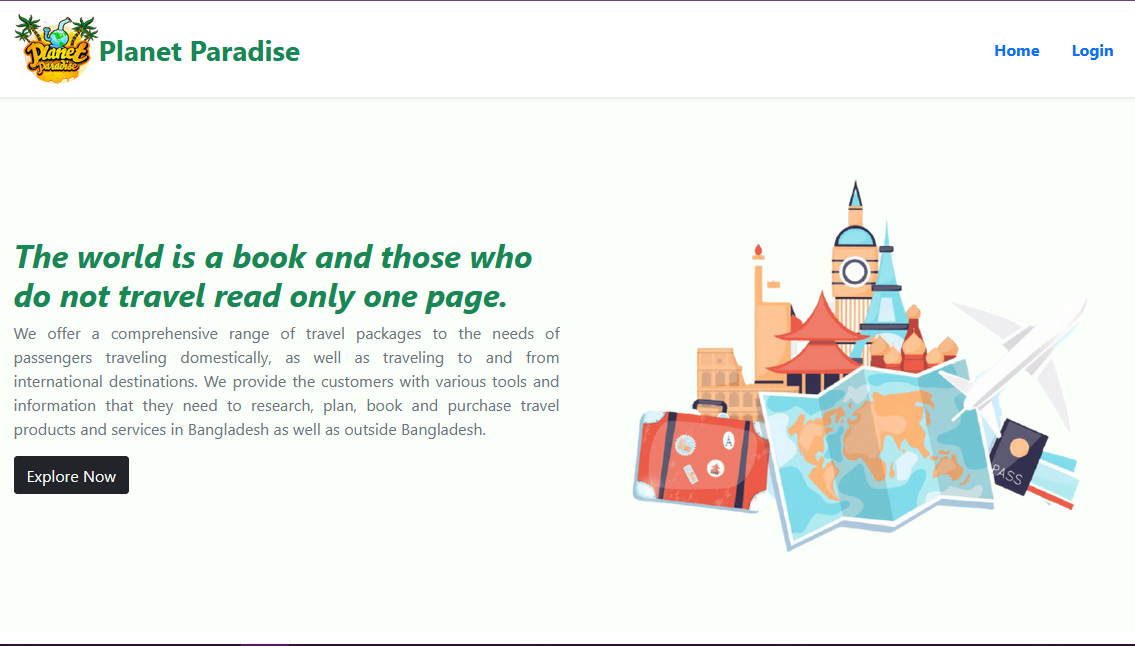 Planet
Paradise
Planet Paradise
Home
Login
The world is a book and those who
do not travel read only one page.
We offer a comprehensive range of travel packages to the needs of
passengers traveling domestically, as well as traveling to and from
international destinations. We provide the customers with various tools and
information that they need to research, plan, book and purchase travel
products and services in Bangladesh as well as outside Bangladesh.
Explore Now
PASS